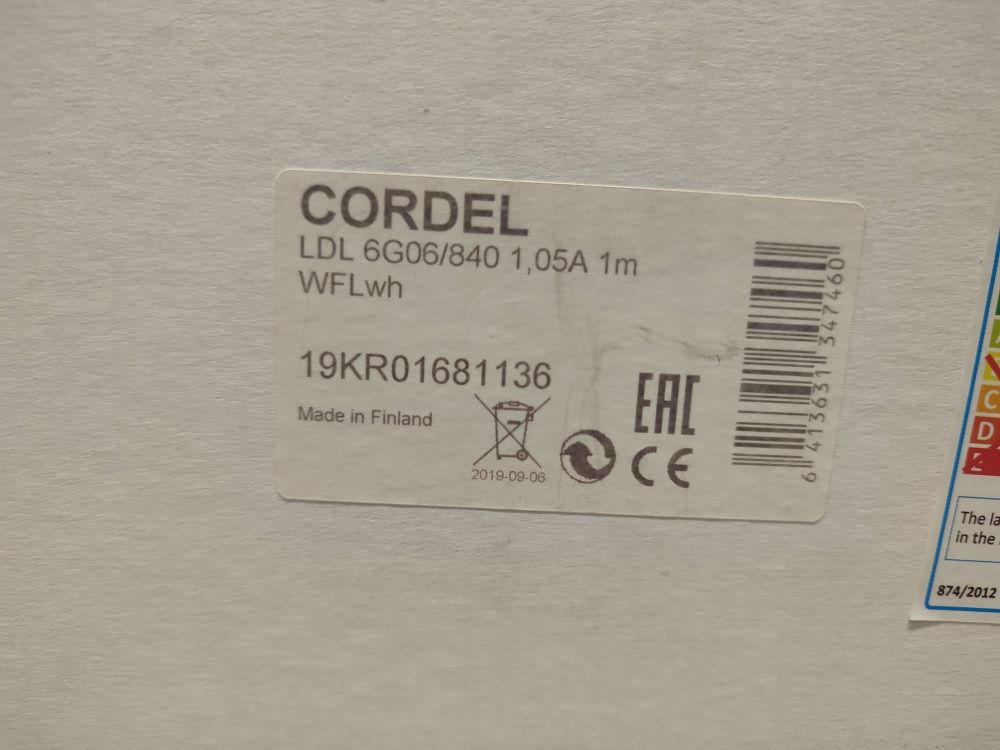 CORDEL
LDL 6G06/840 1,05A 1m
WFLwh
19KR01681136
Made in Finland
2019-09-06
EAC
CE
6 413631 347460
A
C
D
The la
in the
874/2012